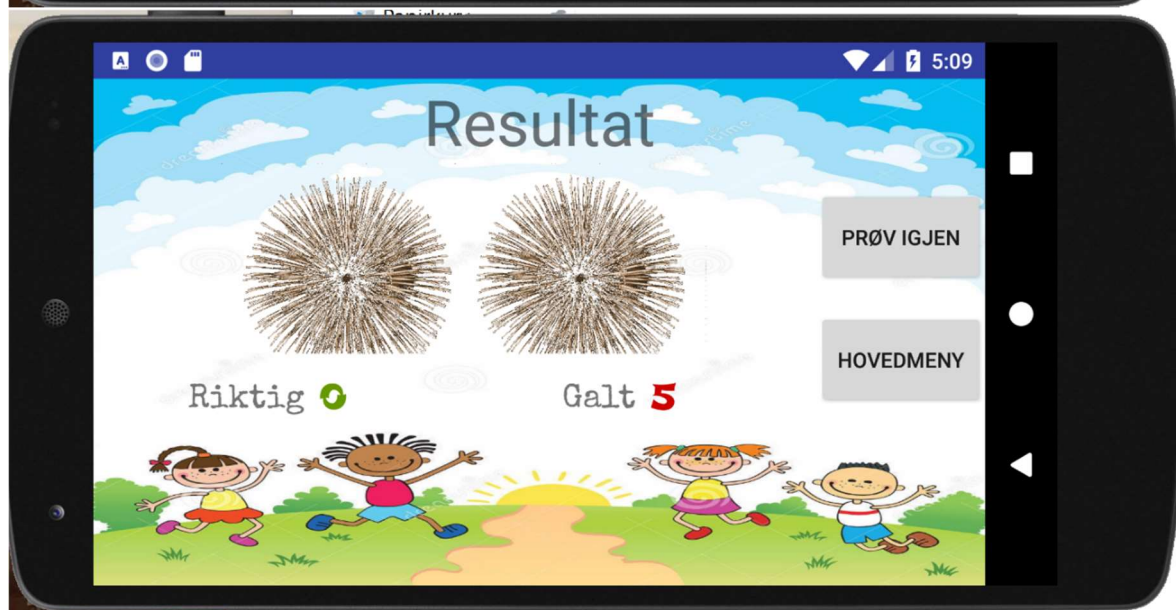 5:09
Resultat
PRØV IGJEN
HOVEDMENY
Riktig 0
Galt 5